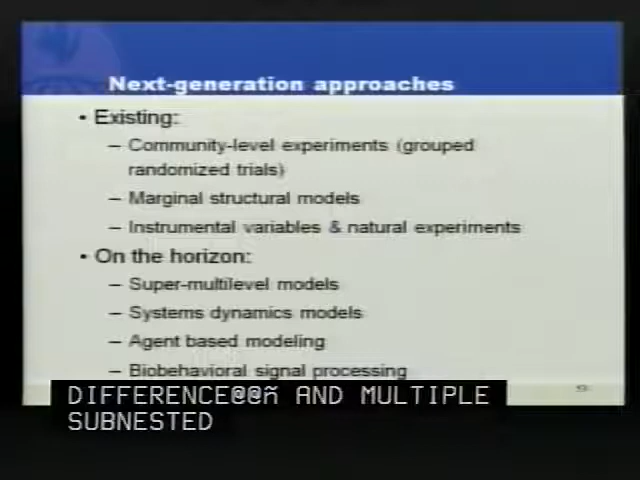 Next-generation approaches
• Existing:
– Community-level experiments (grouped
randomized trials)
– Marginal structural models
– Instrumental variables & natural experiments
• On the horizon:
– Super-multilevel models
– Systems dynamics models
– Agent based modeling
– Biobehavioral signal processing
DIFFERENCE@@ñ AND MULTIPLE
SUBNESTED